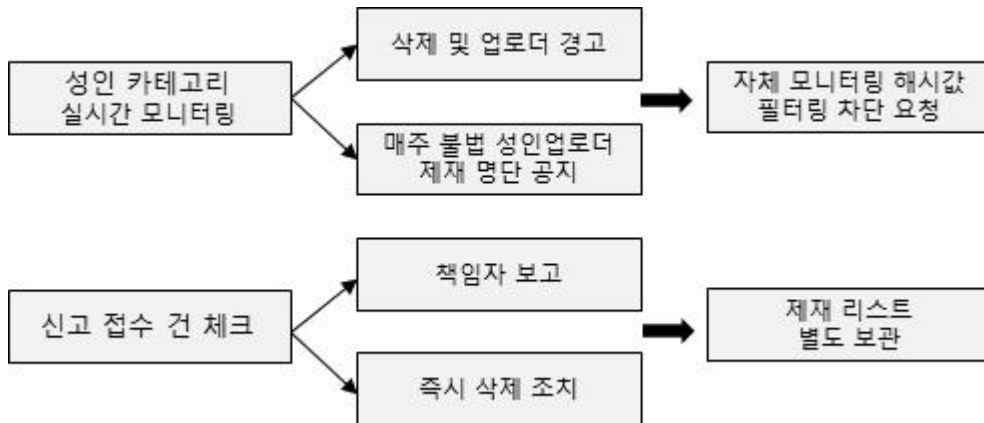 성인 카테고리
실시간 모니터링
삭제 및 업로더 경고
매주 불법 성인업로더
제재 명단 공지
자체 모니터링 해시값
필터링 차단 요청
신고 접수 건 체크
책임자 보고
즉시 삭제 조치
제재 리스트
별도 보관